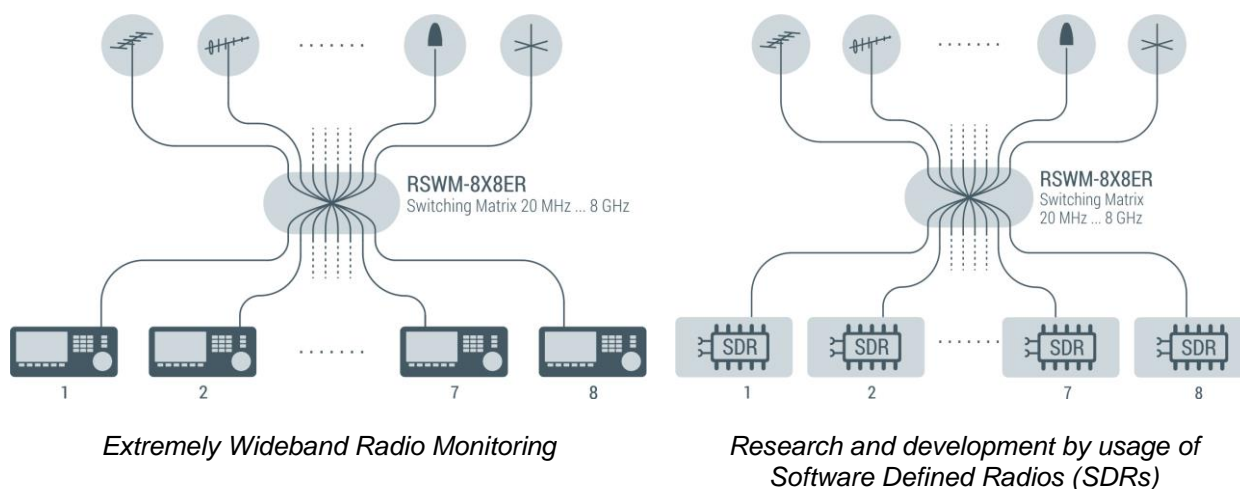 RSWM-8X8ER
Switching Matrix 20 MHz ... 8 GHz
1
2
7
8
Extremely Wideband Radio Monitoring
RSWM-8X8ER
Switching Matrix
20 MHz ... 8 GHz
SDR
SDR
SDR
SDR
1
2
7
8
Research and development by usage of
Software Defined Radios (SDRs)